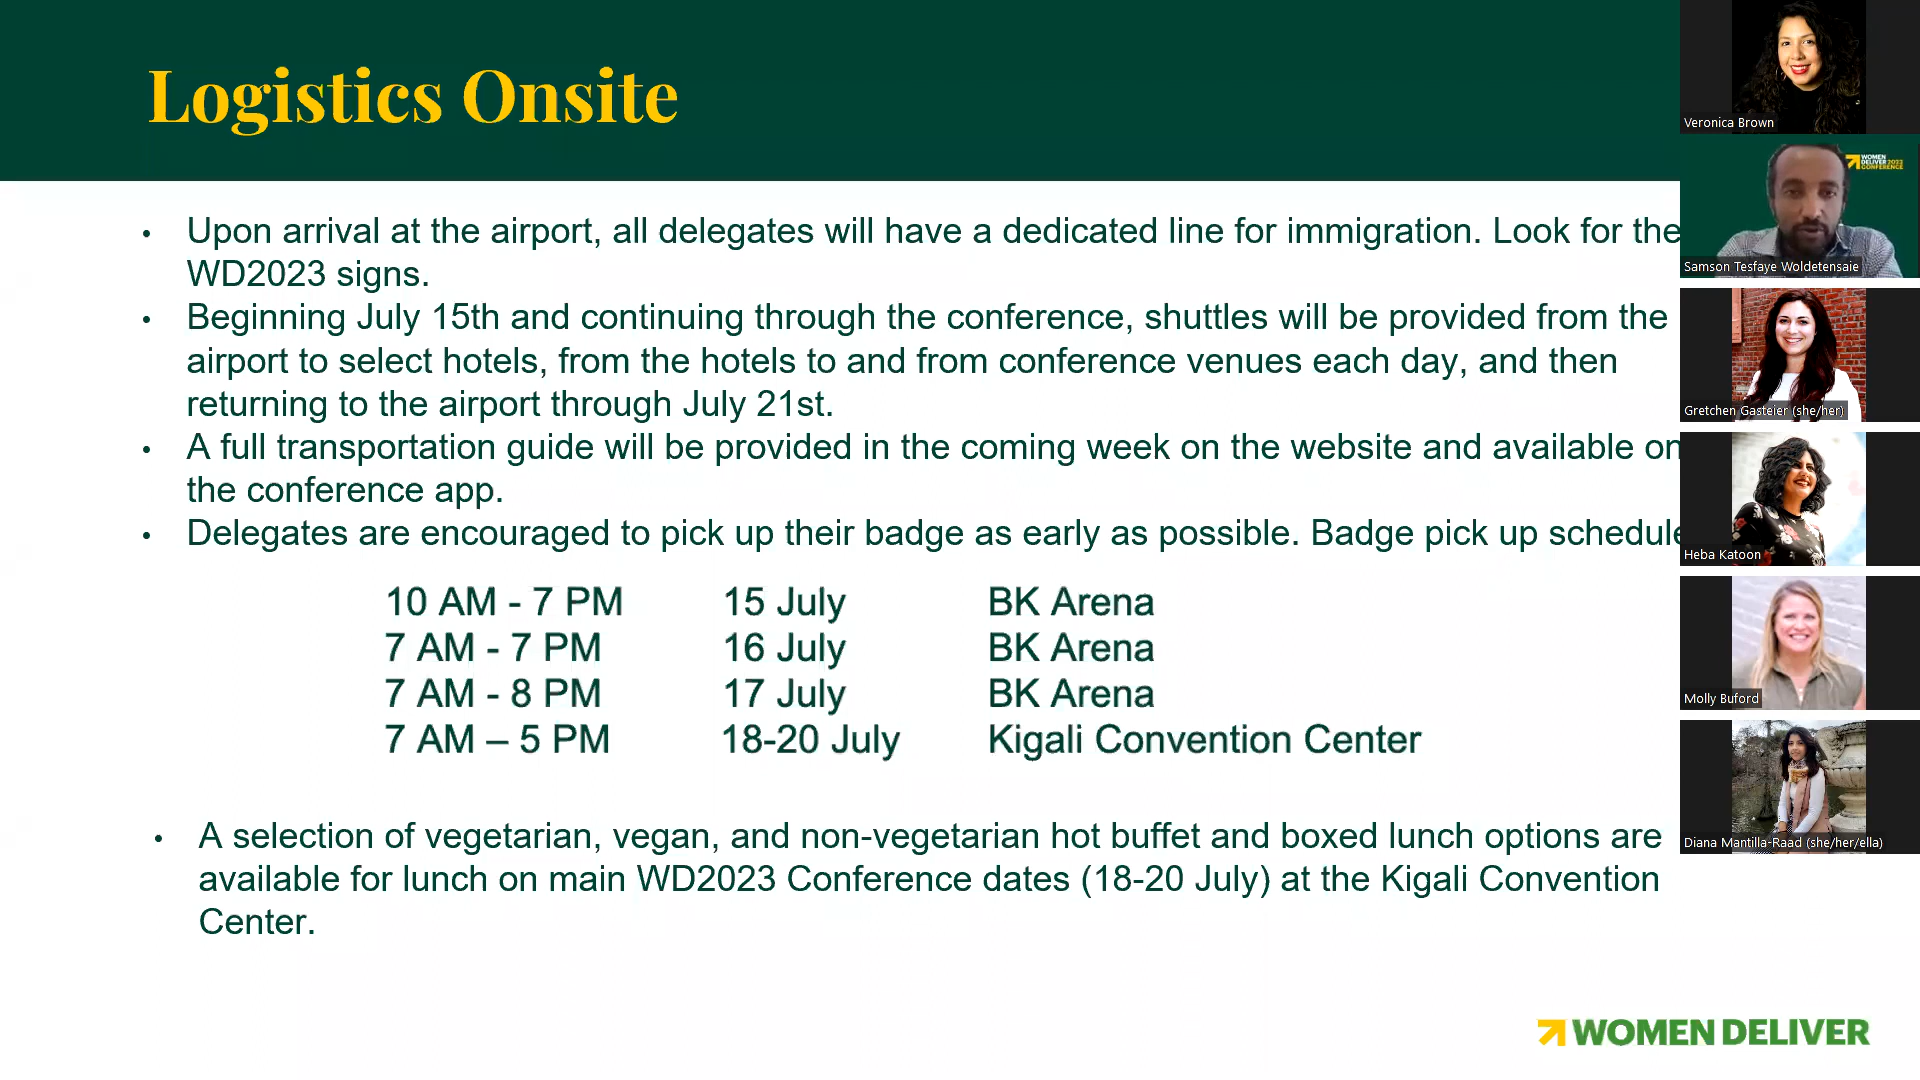 Logistics Onsite
• Upon arrival at the airport, all delegates will have a dedicated line for immigration. Look for the
WD2023 signs.
• Beginning July 15th and continuing through the conference, shuttles will be provided from the
airport to select hotels, from the hotels to and from conference venues each day, and then
returning to the airport through July 21st.
• A full transportation guide will be provided in the coming week on the website and available on
the conference app.
• Delegates are encouraged to pick up their badge as early as possible. Badge pick up schedule
10 AM - 7 PM 15 July BK Arena
7 AM - 7 PM 16 July BK Arena
7 AM - 8 PM 17 July BK Arena
7 AM – 5 PM 18-20 July Kigali Convention Center
• A selection of vegetarian, vegan, and non-vegetarian hot buffet and boxed lunch options are
available for lunch on main WD2023 Conference dates (18-20 July) at the Kigali Convention
Center.
WOMEN DELIVER
Veronica Brown
WOMEN
DELIVER 2023
CONFERENCE
Samson Tesfaye Woldetensaie
Gretchen Gasteier (she/her)
Heba Katoon
Molly Buford
Diana Mantilla-Raad (she/her/ella)